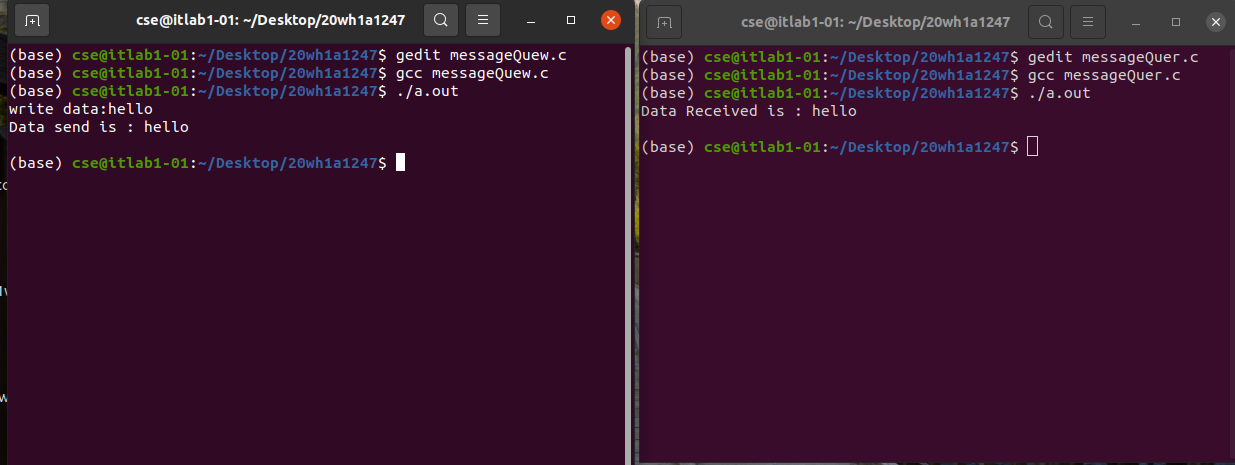 cse@itlab1-01: ~/Desktop/20wh1a1247
(base) cse@itlab1-01:~/Desktop/20wh1a1247$ gedit messageQuew.c
(base) cse@itlab1-01:~/Desktop/20wh1a1247$ gcc messageQuew.c
(base) cse@itlab1-01:~/Desktop/20wh1a1247$ ./a.out
write data:hello
Data send is : hello
(base) cse@itlab1-01:~/Desktop/20wh1a1247$
cse@itlab1-01: ~/Desktop/20wh1a1247
(base) cse@itlab1-01:~/Desktop/20wh1a1247$ gedit messageQuer.c
(base) cse@itlab1-01:~/Desktop/20wh1a1247$ gcc messageQuer.c
(base) cse@itlab1-01:~/Desktop/20wh1a1247$ ./a.out
Data Received is : hello
(base) cse@itlab1-01:~/Desktop/20wh1a1247$